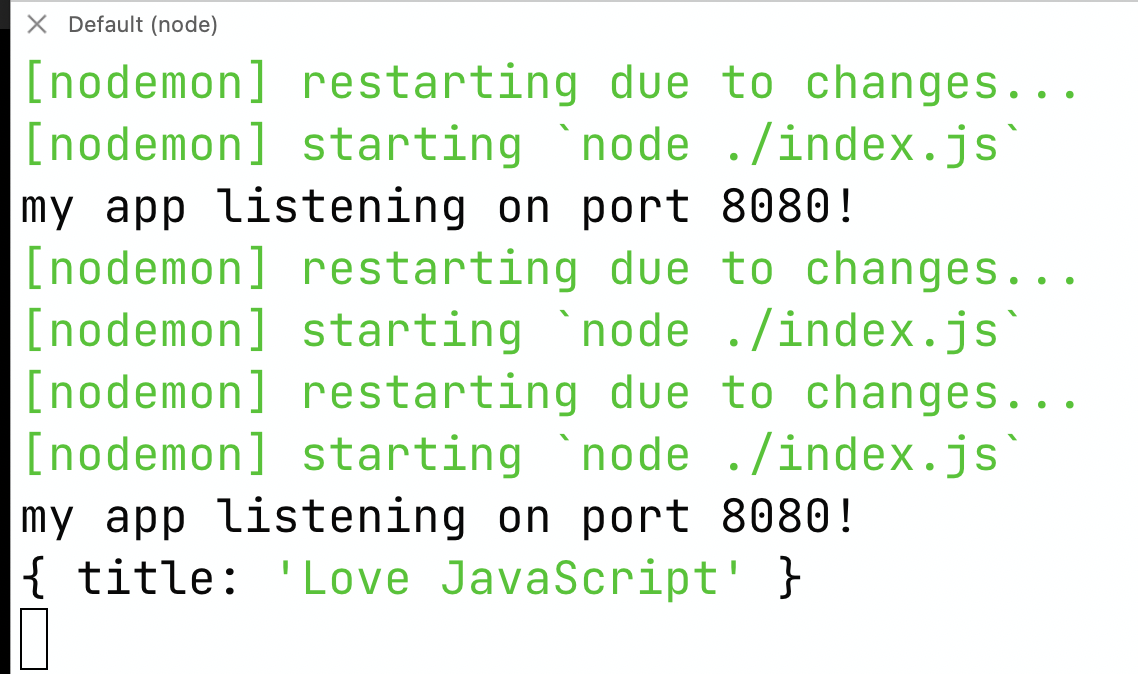 Default (node)
[nodemon] restarting due to changes...
[nodemon] starting `node ./index.js`
my app listening on port 8080!
[nodemon] restarting due to changes...
[nodemon] starting `node ./index.js`
[nodemon] restarting due to changes...
[nodemon] starting `node ./index.js`
my app listening on port 8080!
{ title: 'Love JavaScript' }